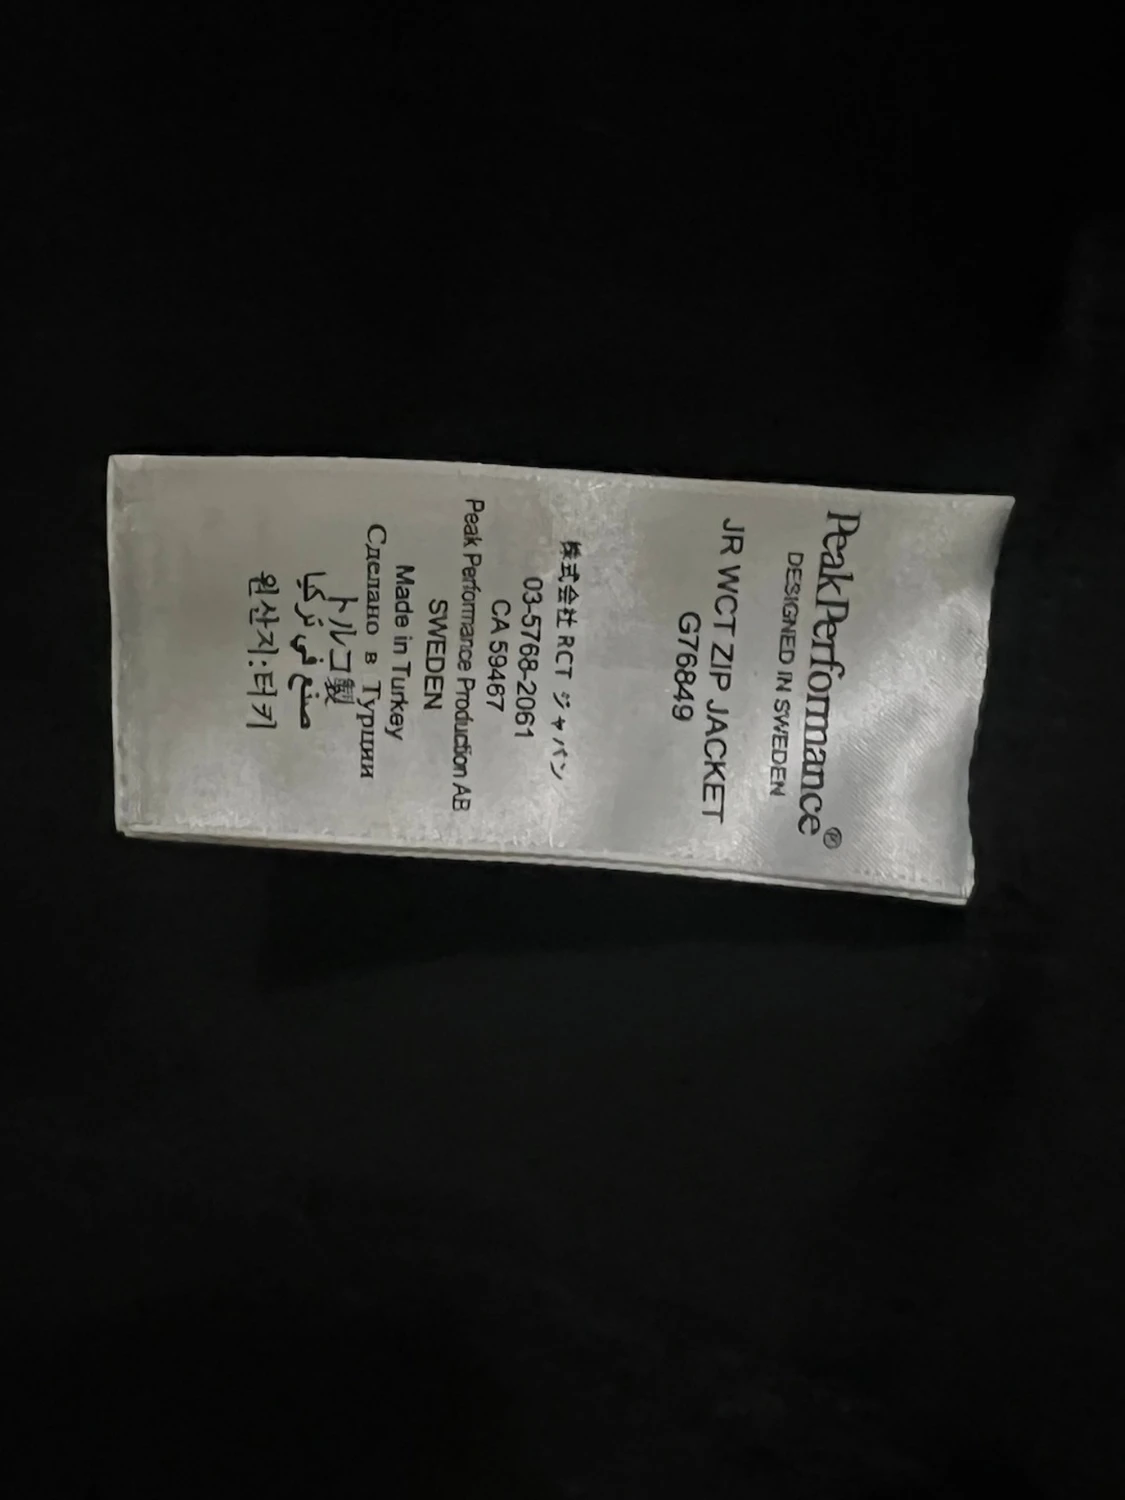 PeakPerformance®
DESIGNED IN SWEDEN
JR WCT ZIP JACKET
G76849
株式会社 RCT ジャパン
03-5768-2061
CA 59467
Peak Performance Production AB
SWEDEN
Made in Turkey
Сделано в Турции
トルコ製
صنع في تركيا
원산지:터키